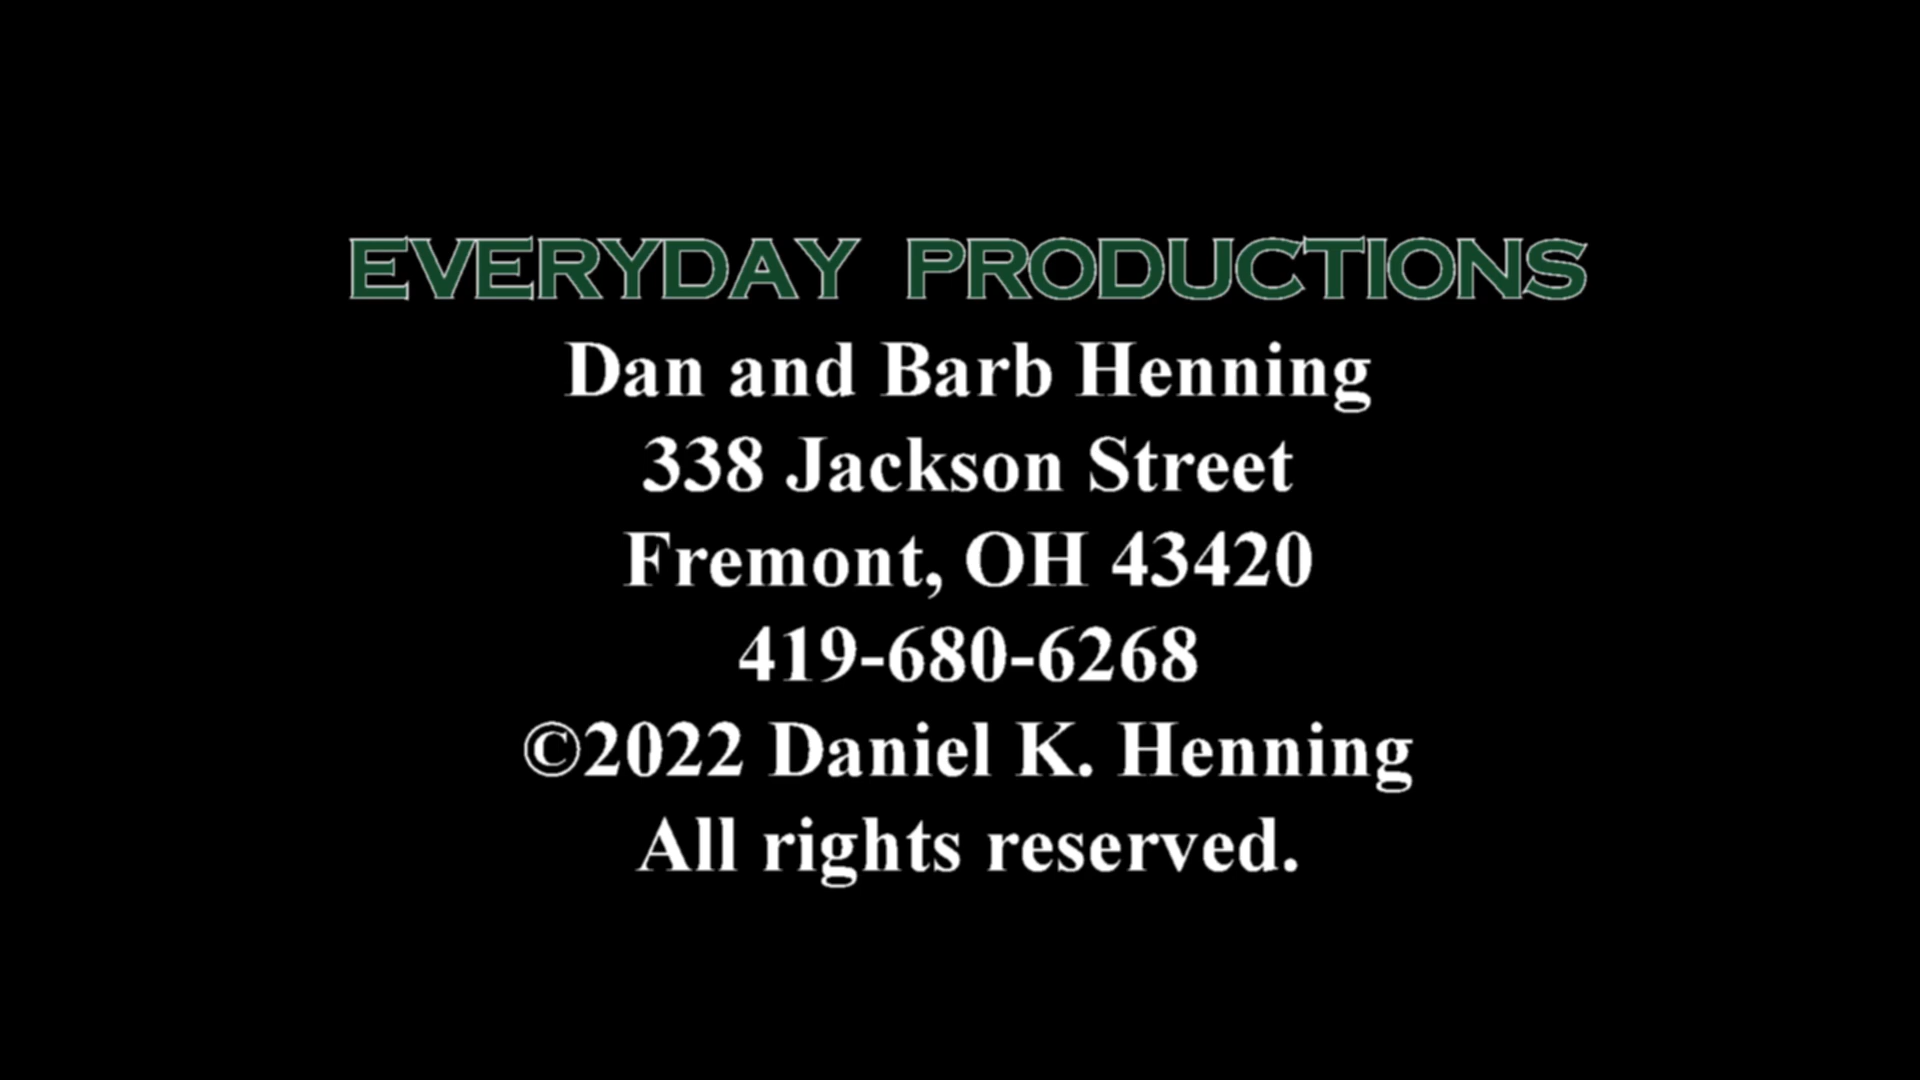 EVERYDAY PRODUCTIONS
Dan and Barb Henning
338 Jackson Street
Fremont, OH 43420
419-680-6268
©2022 Daniel K. Henning
All rights reserved.